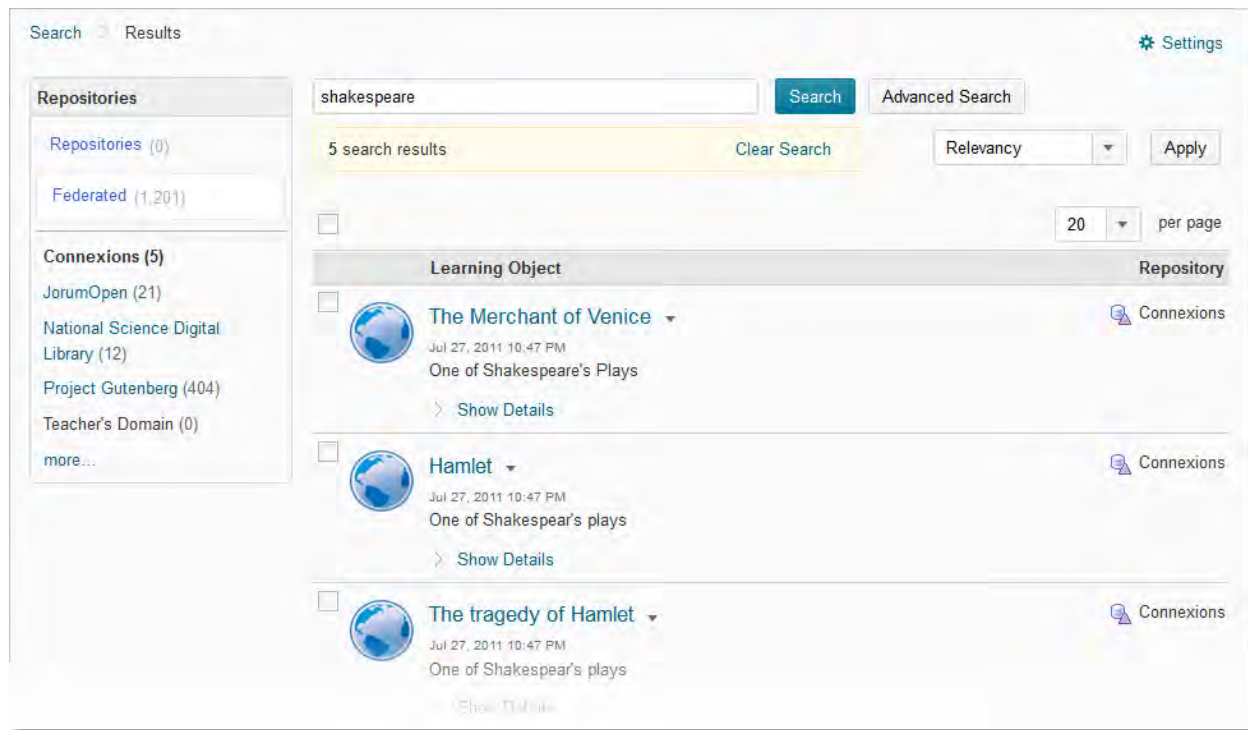 Search Results
Settings
Repositories
Repositories (0)
Federated (1,201)
Connexions (5)
JorumOpen (21)
National Science Digital
Library (12)
Project Gutenberg (404)
Teacher's Domain (0)
more...
shakespeare
Search
Advanced Search
5 search results
Clear Search
Relevancy
Apply
20 per page
Learning Object
Repository
The Merchant of Venice
Connexions
Jul 27, 2011 10:47 PM
One of Shakespeare's Plays
Show Details
Hamlet
Connexions
Jul 27, 2011 10:47 PM
One of Shakespear's plays
Show Details
The tragedy of Hamlet
Connexions
Jul 27, 2011 10:47 PM
One of Shakespear's plays
Show Details